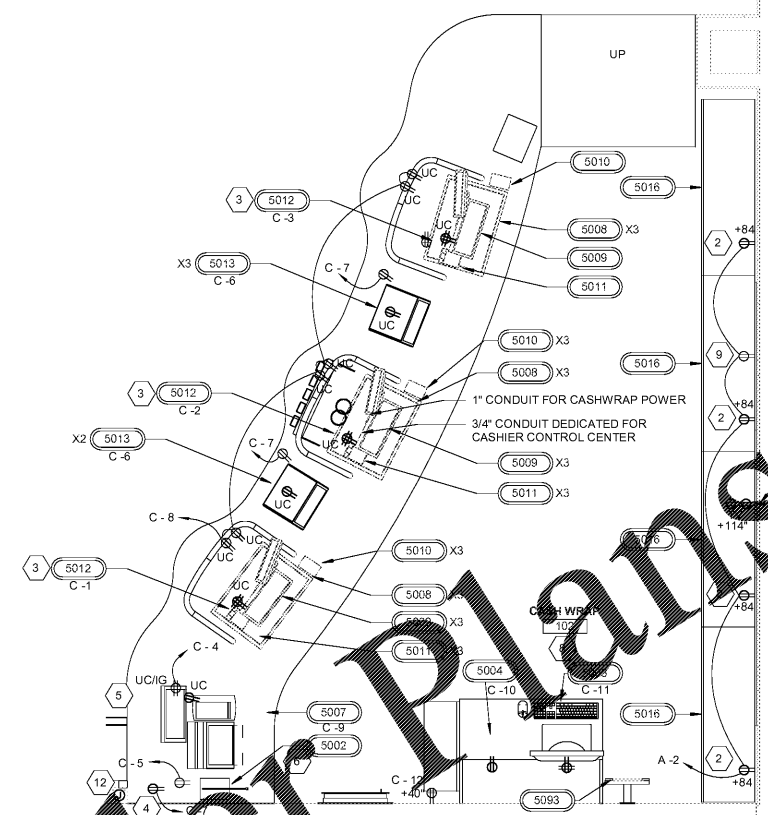 UP
5010
5016
UC
3
5012
UC
C -3
UC
5008 X3
2
+84
X3 5013
C -6
5009
C - 7
5011
UC
5010 X3
9
5016
5008 X3
3
5012
C -2
1" CONDUIT FOR CASHWRAP POWER
+84
2
3/4" CONDUIT DEDICATED FOR
CASHIER CONTROL CENTER
X2 5013
C -6
C - 7
UC
5009 X3
5011 X3
UC
C - 8
+114"
UC
UC
5010 X3
3
5012
C -1
UC
5008
+84
CASH WRAP
C - 4
5004
C -10
C -11
UC/IG
UC
5
5007
C -9
5016
5002
2
A -2
C - 5
+84
12
C - 12
+40"
4
5093
er Plans